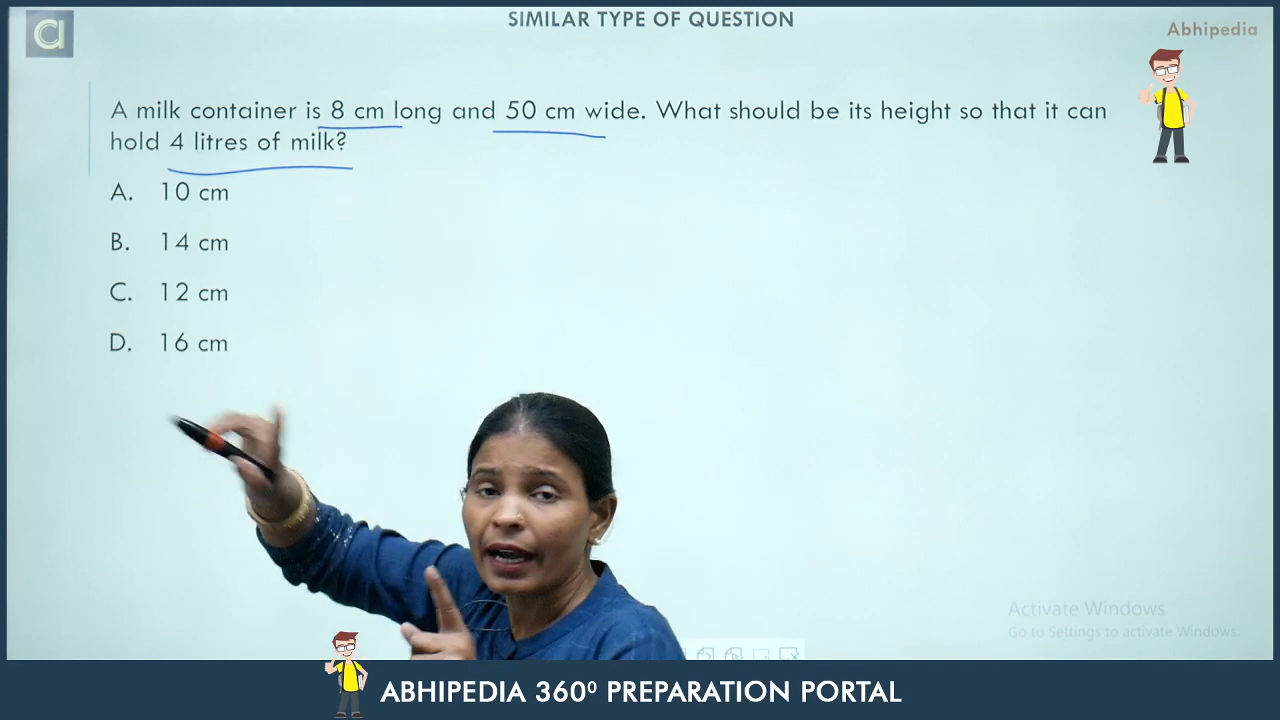 SIMILAR TYPE OF QUESTION
Abhipedia
A milk container is 8 cm long and 50 cm wide. What should be its height so that it can
hold 4 litres of milk?
A. 10 cm
B. 14 cm
C. 12 cm
D. 16 cm
Activate Windows
Go to Settings to activate Windows.
ABHIPEDIA 360⁰ PREPARATION PORTAL